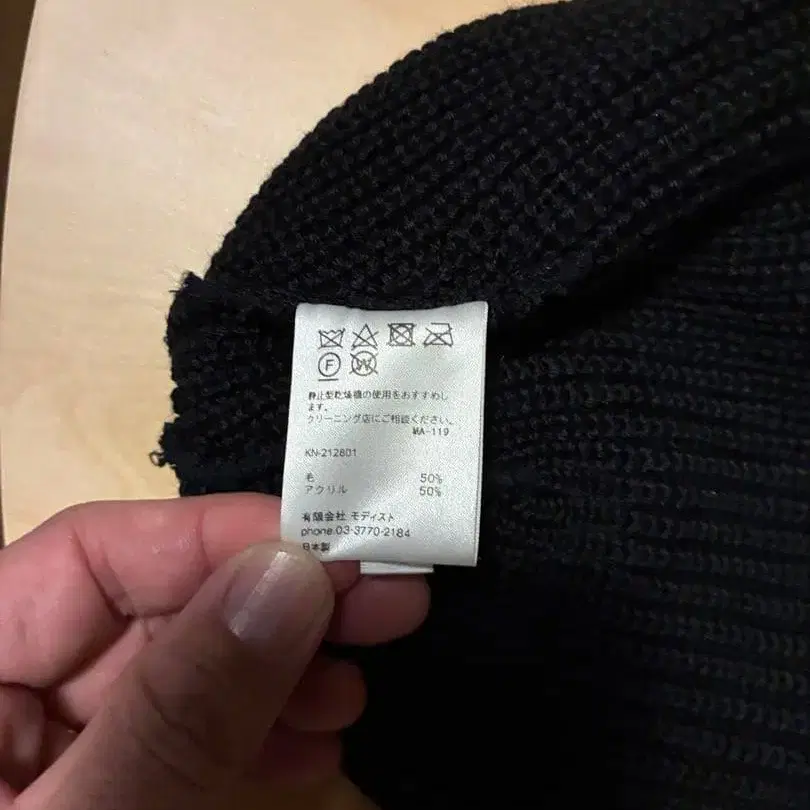 F W
静止型乾燥機の使用をおすすめし
ます。
クリーニング店にご相談ください。
MA-119
KN-212801
毛 50%
アクリル 50%
有限会社 モディスト
phone.03-3770-2184
日本製